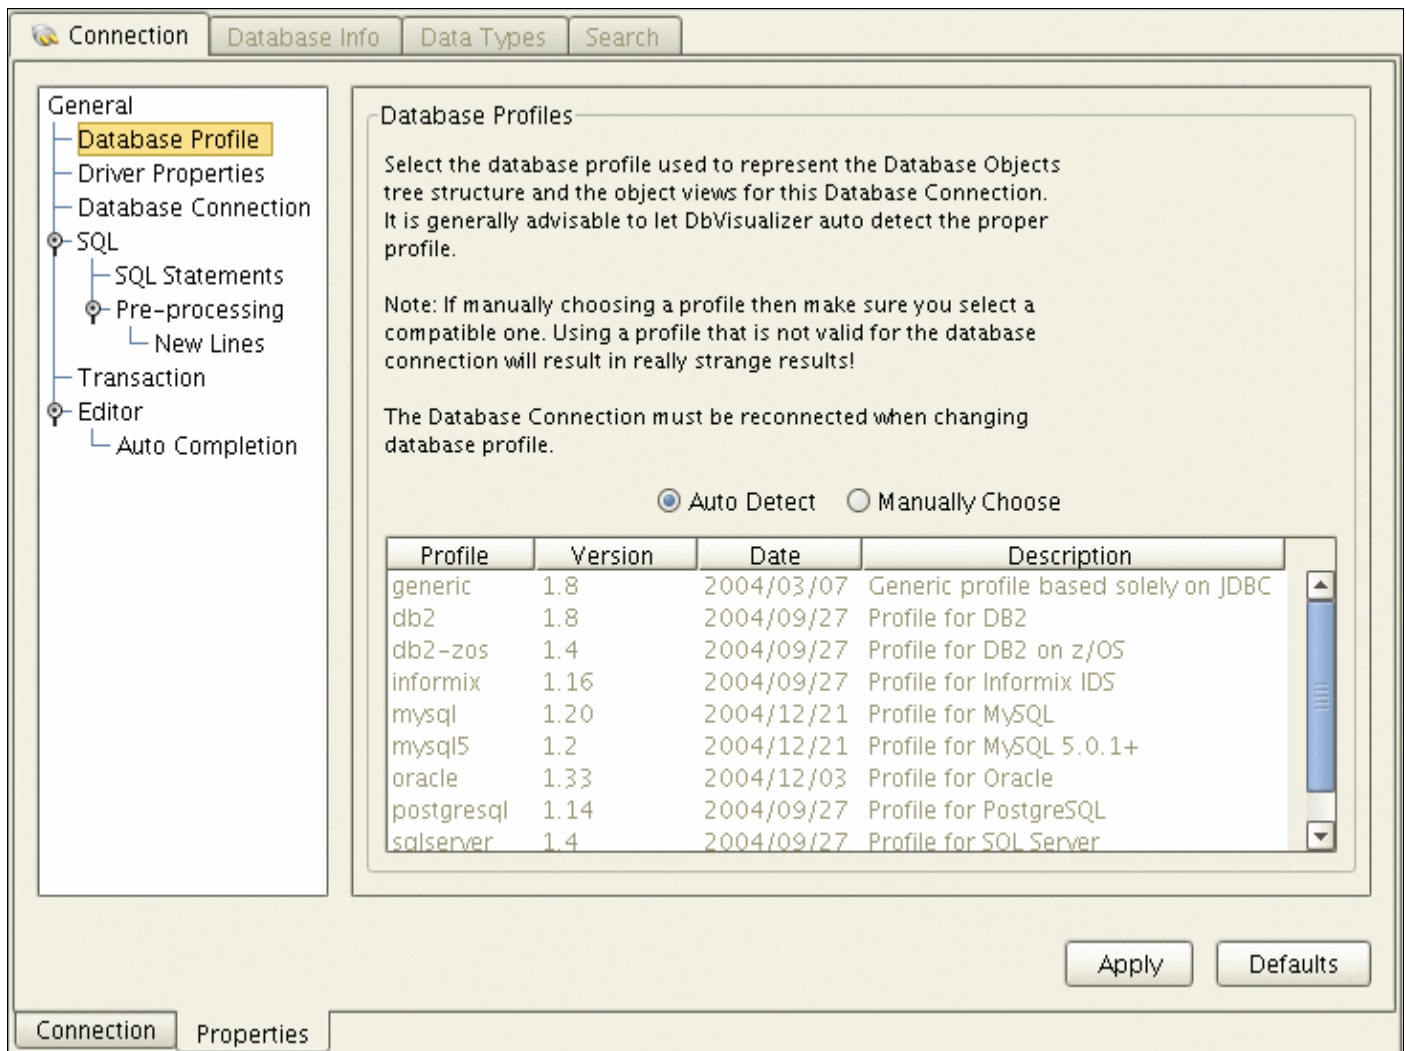 Connection Database Info Data Types Search
General
Database Profile
Driver Properties
Database Connection
SQL
SQL Statements
Pre-processing
New Lines
Transaction
Editor
Auto Completion
Database Profiles
Select the database profile used to represent the Database Objects
tree structure and the object views for this Database Connection.
It is generally advisable to let DbVisualizer auto detect the proper
profile.
Note: If manually choosing a profile then make sure you select a
compatible one. Using a profile that is not valid for the database
connection will result in really strange results!
The Database Connection must be reconnected when changing
database profile.
Auto Detect Manually Choose
Profile Version Date Description
generic 1.8 2004/03/07 Generic profile based solely on JDBC
db2 1.8 2004/09/27 Profile for DB2
db2-zos 1.4 2004/09/27 Profile for DB2 on z/OS
informix 1.16 2004/09/27 Profile for Informix IDS
mysql 1.20 2004/12/21 Profile for MySQL
mysql5 1.2 2004/12/21 Profile for MySQL 5.0.1+
oracle 1.33 2004/12/03 Profile for Oracle
postgresql 1.14 2004/09/27 Profile for PostgreSQL
sqlserver 1.4 2004/09/27 Profile for SQL Server
Apply Defaults
Connection Properties